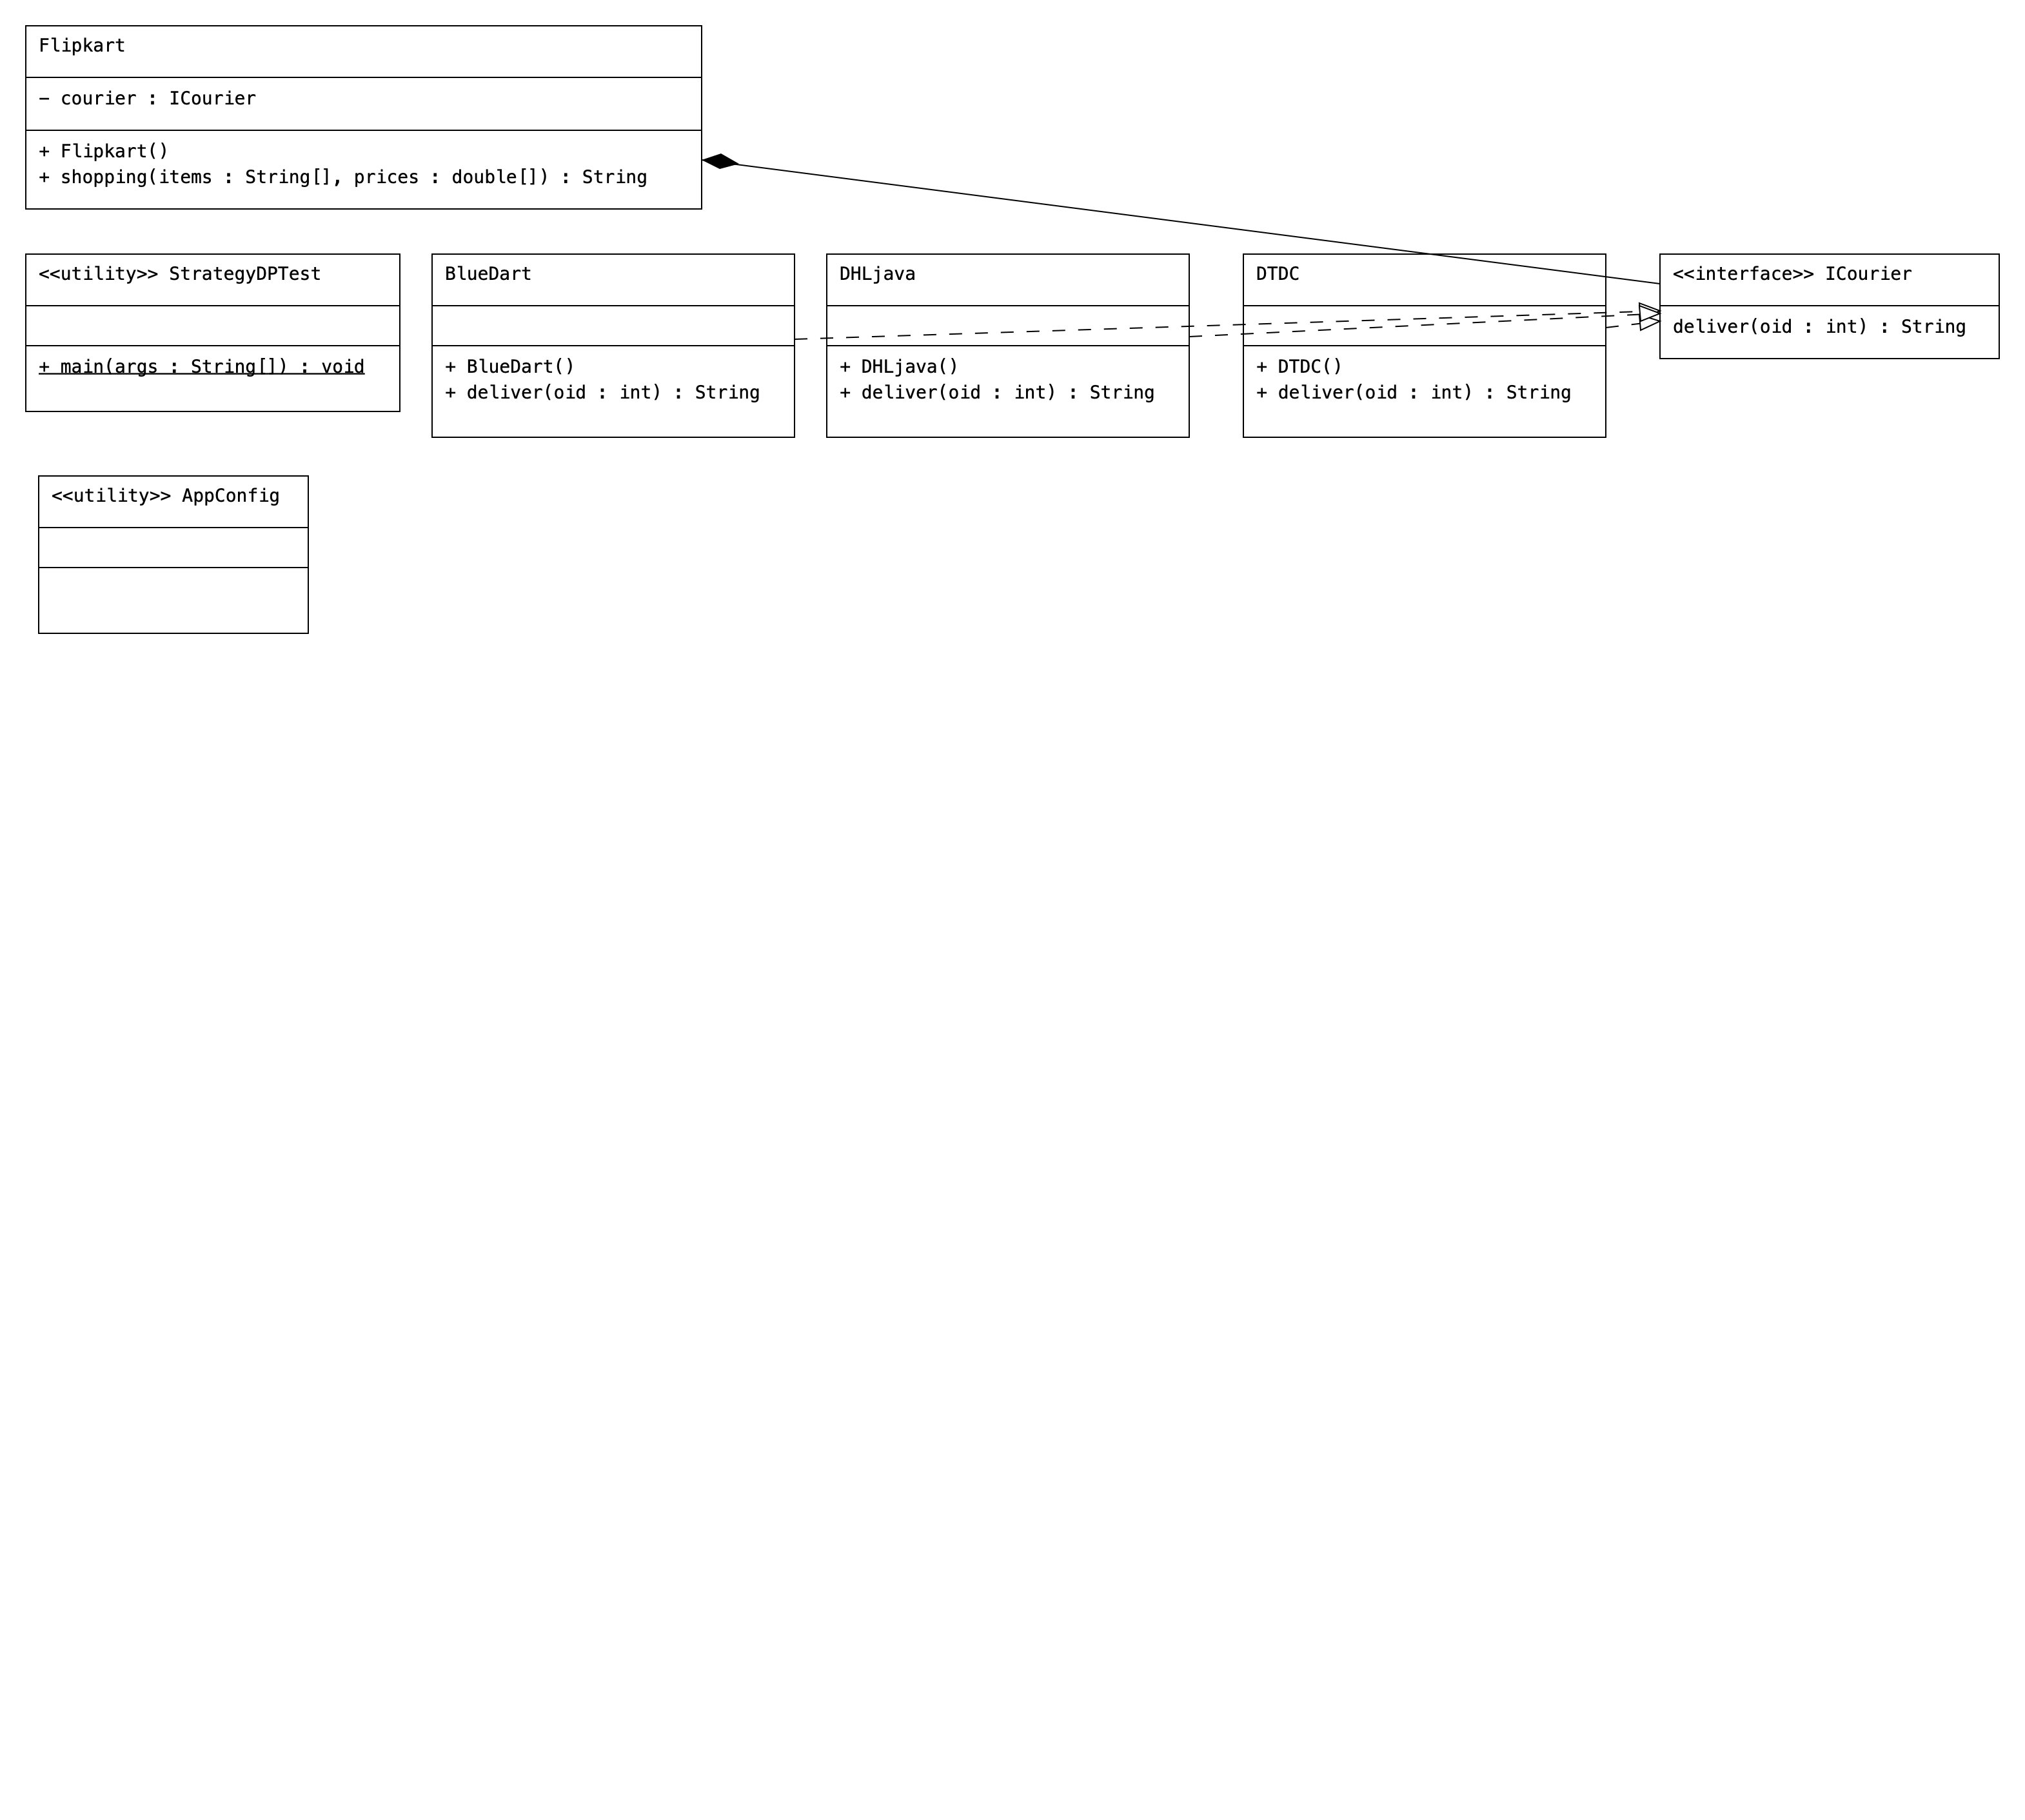 Flipkart
− courier : ICourier
+ Flipkart()
+ shopping(items : String[], prices : double[]) : String
<<utility>> StrategyDPTest
+ main(args : String[]) : void
BlueDart
+ BlueDart()
+ deliver(oid : int) : String
DHLjava
+ DHLjava()
+ deliver(oid : int) : String
DTDC
+ DTDC()
+ deliver(oid : int) : String
<<interface>> ICourier
deliver(oid : int) : String
<<utility>> AppConfig